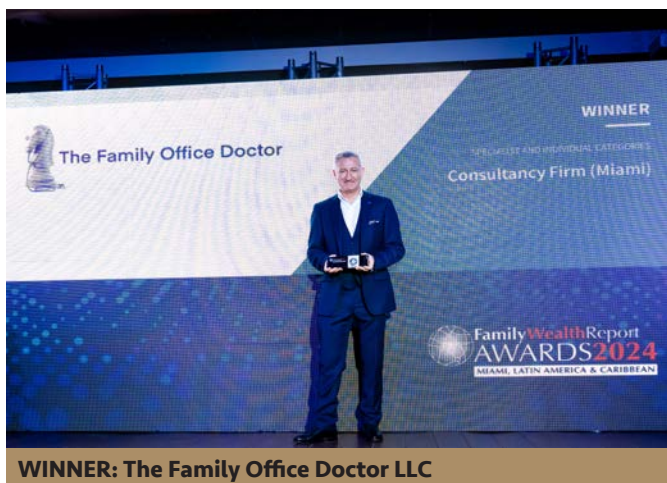 The Family Office Doctor
WINNER
SPECIALIST AND INDIVIDUAL CATEGORIES
Consultancy Firm (Miami)
FamilyWealthReport
AWARDS2024
MIAMI, LATIN AMERICA & CARIBBEAN
WINNER: The Family Office Doctor LLC